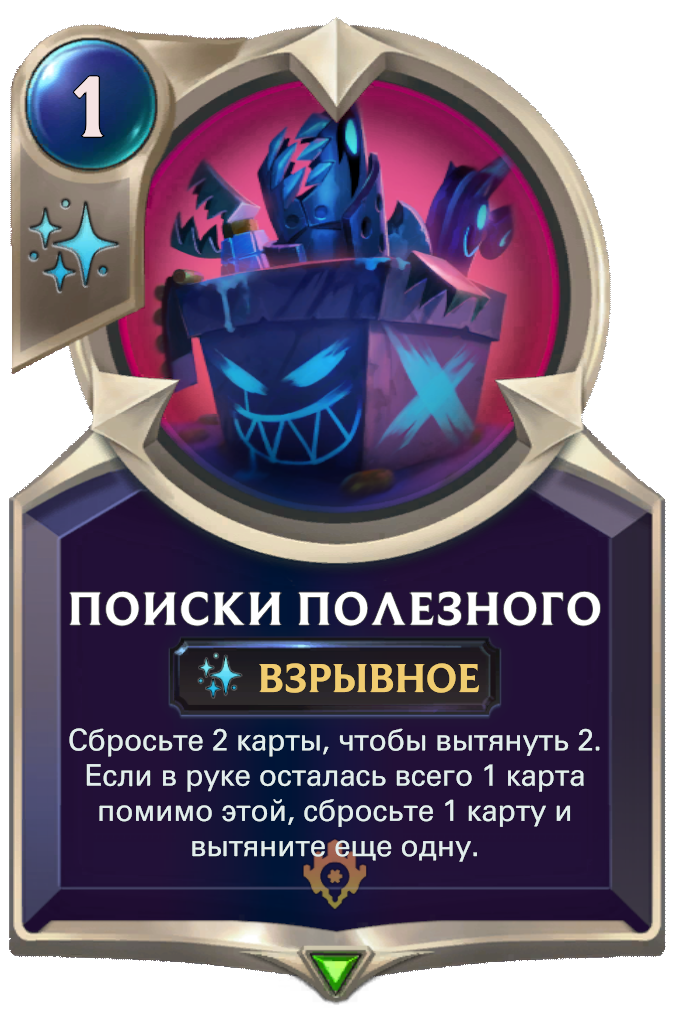 1
ПОИСКИ ПОЛЕЗНОГО
ВЗРЫВНОЕ
Сбросьте 2 карты, чтобы вытянуть 2.
Если в руке осталась всего 1 карта
помимо этой, сбросьте 1 карту и
вытяните еще одну.